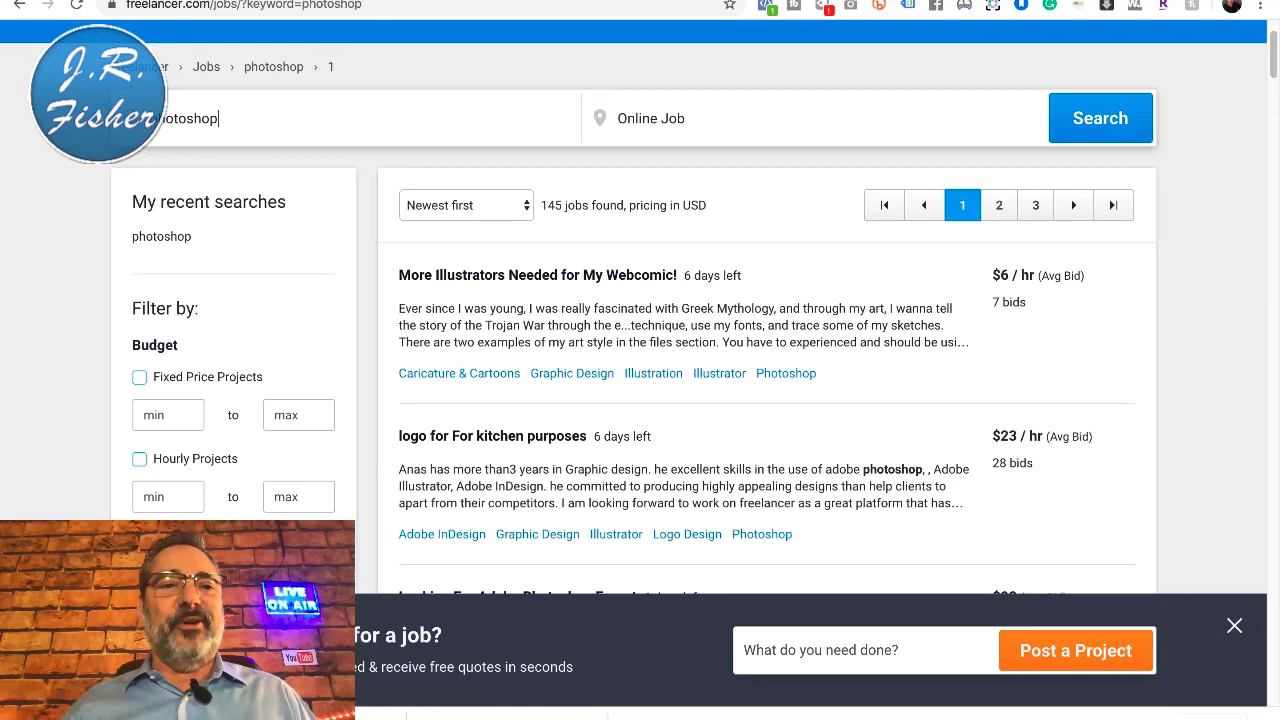 freelancer.com/jobs/?keyword=photoshop
J.R.
Fisher
Jobs › photoshop › 1
photoshop
Online Job
Search
My recent searches
photoshop
Filter by:
Budget
Fixed Price Projects
min to max
Hourly Projects
min to max
Newest first
145 jobs found, pricing in USD
1 2 3
More Illustrators Needed for My Webcomic! 6 days left
$6 / hr (Avg Bid)
7 bids
Ever since I was young, I was really fascinated with Greek Mythology, and through my art, I wanna tell
the story of the Trojan War through the e...technique, use my fonts, and trace some of my sketches.
There are two examples of my art style in the files section. You have to experienced and should be usi...
Caricature & Cartoons Graphic Design Illustration Illustrator Photoshop
logo for For kitchen purposes 6 days left
$23 / hr (Avg Bid)
28 bids
Anas has more than3 years in Graphic design. he excellent skills in the use of adobe photoshop, , Adobe
Illustrator, Adobe InDesign. he committed to producing highly appealing designs than help clients to
apart from their competitors. I am looking forward to work on freelancer as a great platform that has...
Adobe InDesign Graphic Design Illustrator Logo Design Photoshop
LIVE
ON AIR
YouTube
for a job?
& receive free quotes in seconds
What do you need done?
Post a Project